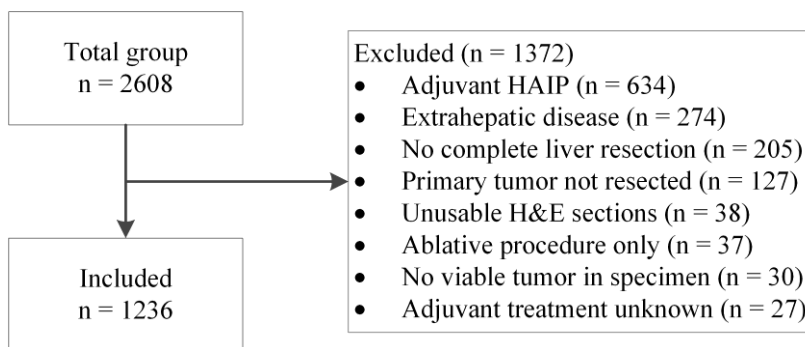 Total group
n = 2608
Excluded (n = 1372)
• Adjuvant HAIP (n = 634)
• Extrahepatic disease (n = 274)
• No complete liver resection (n = 205)
• Primary tumor not resected (n = 127)
• Unusable H&E sections (n = 38)
• Ablative procedure only (n = 37)
• No viable tumor in specimen (n = 30)
• Adjuvant treatment unknown (n = 27)
Included
n = 1236